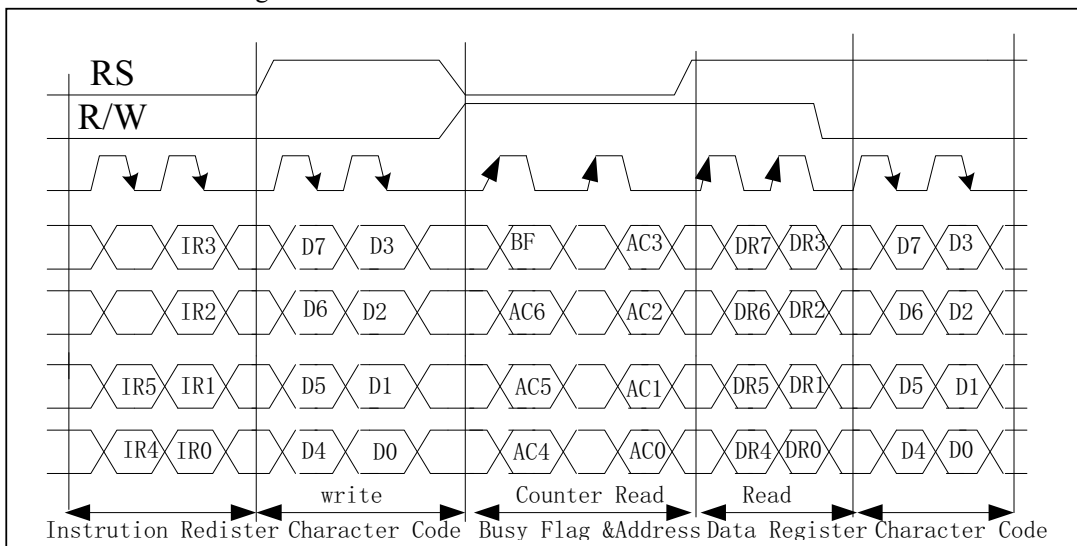 RS
R/W
IR3 D7 D3 BF AC3 DR7 DR3 D7 D3
IR2 D6 D2 AC6 AC2 DR6 DR2 D6 D2
IR5 IR1 D5 D1 AC5 AC1 DR5 DR1 D5 D1
IR4 IR0 D4 D0 AC4 AC0 DR4 DR0 D4 D0
write Counter Read Read
Instrution Redister Character Code Busy Flag &Address Data Register Character Code